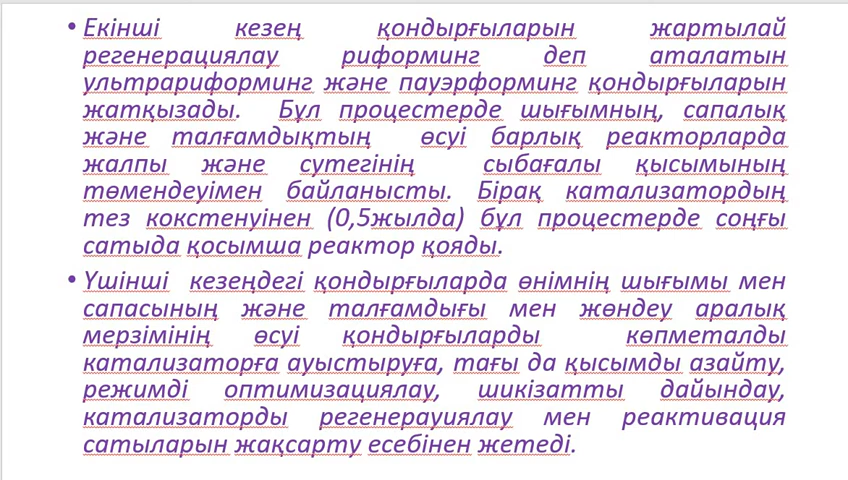 • Екінші кезең қондырғыларын жартылай
регенерациялау риформинг деп аталатын
ультрариформинг және пауэрформинг қондырғыларын
жатқызады. Бұл процестерде шығымның, сапалық
және талғамдықтың өсуі барлық реакторларда
жалпы және сутегінің сыбағалы қысымының
төмендеуімен байланысты. Бірақ катализатордың
тез кокстенуінен (0,5жылда) бұл процестерде соңғы
сатыда қосымша реактор қояды.
• Үшінші кезеңдегі қондырғыларда өнімнің шығымы мен
сапасының және талғамдығы мен жөндеу аралық
мерзімінің өсуі қондырғыларды көпметалды
катализаторға ауыстыруға, тағы да қысымды азайту,
режимді оптимизациялау, шикізатты дайындау,
катализаторды регенерауиялау мен реактивация
сатыларын жақсарту есебінен жетеді.